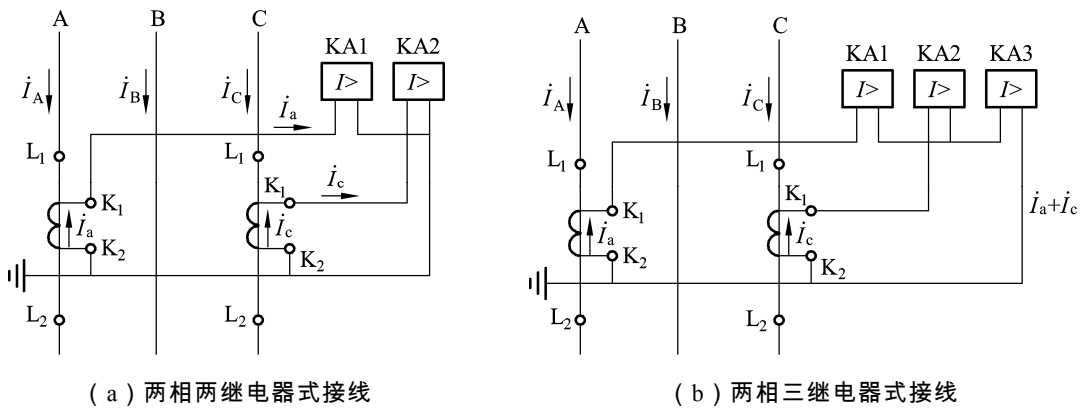 A B C
KA1 KA2
I> I>
İA İB İC
İa
L1 L1
İc
K1 K1
İa İc
K2 K2
L2 L2
(a)两相两继电器式接线
A B C
KA1 KA2 KA3
I> I> I>
İA İB İC
L1 L1
K1 K1
İa İc
İa+İc
K2 K2
L2 L2
(b)两相三继电器式接线